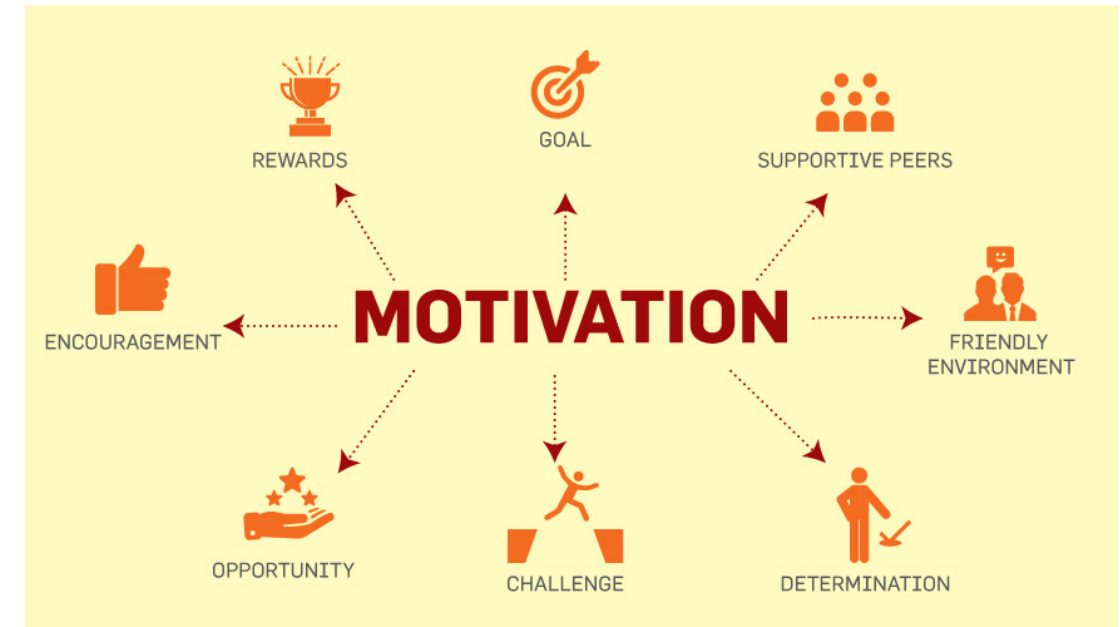 REWARDS
GOAL
SUPPORTIVE PEERS
ENCOURAGEMENT
MOTIVATION
FRIENDLY
ENVIRONMENT
OPPORTUNITY
CHALLENGE
DETERMINATION